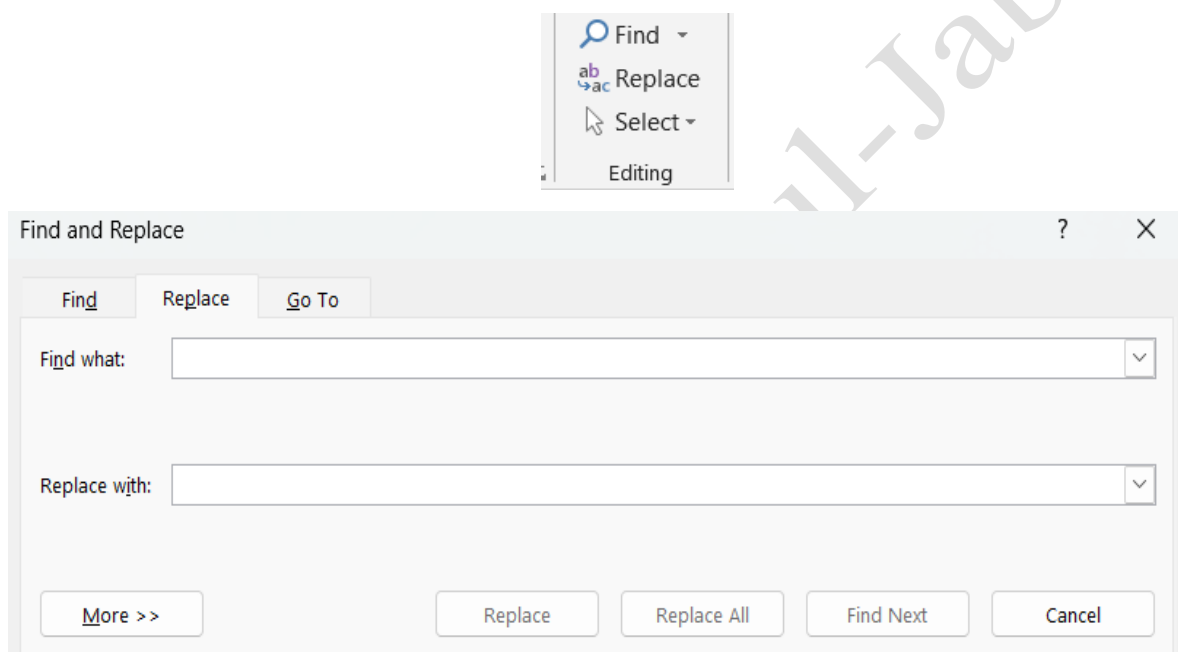 Find
Replace
Select
Editing
Find and Replace
?
Find
Replace
Go To
Find what:
Replace with:
More >>
Replace
Replace All
Find Next
Cancel